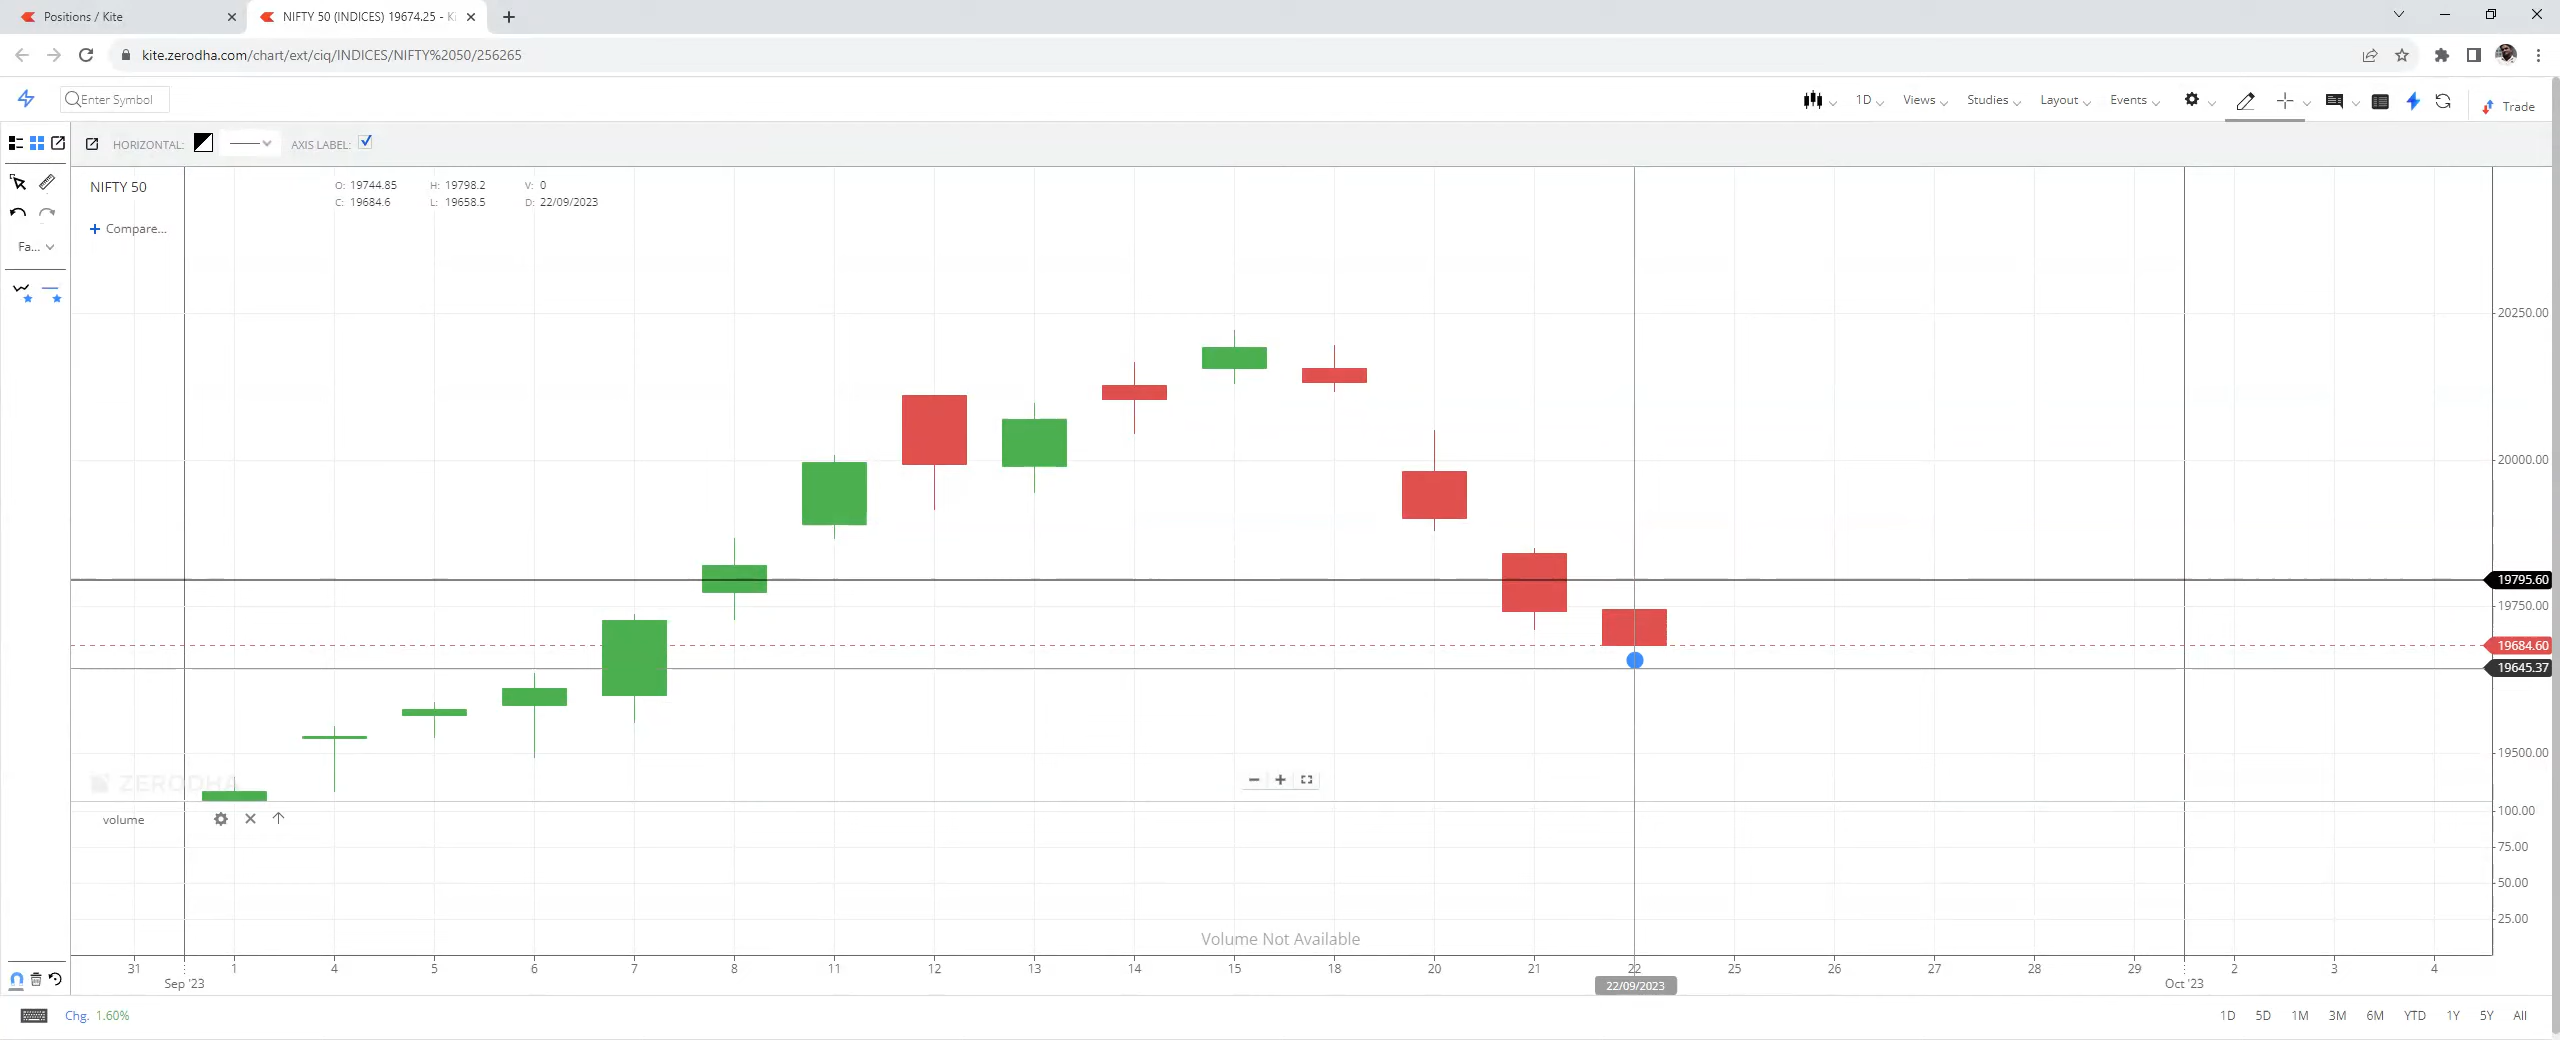 Positions / Kite
NIFTY 50 (INDICES) 19674.25 - Ki
kite.zerodha.com/chart/ext/ciq/INDICES/NIFTY%2050/256265
Enter Symbol
1D
Views
Studies
Layout
Events
Trade
HORIZONTAL:
AXIS LABEL:
NIFTY 50
O: 19744.85 H: 19798.2 V: 0
C: 19684.6 L: 19658.5 D: 22/09/2023
+ Compare...
Fa...
20250.00
20000.00
19795.60
19750.00
19684.60
19645.37
19500.00
ZERODHA
volume
100.00
75.00
50.00
25.00
Volume Not Available
31 1 4 5 6 7 8 11 12 13 14 15 18 20 21 22 25 26 27 28 29 2 3 4
Sep '23 22/09/2023 Oct '23
Chg. 1.60%
1D 5D 1M 3M 6M YTD 1Y 5Y All